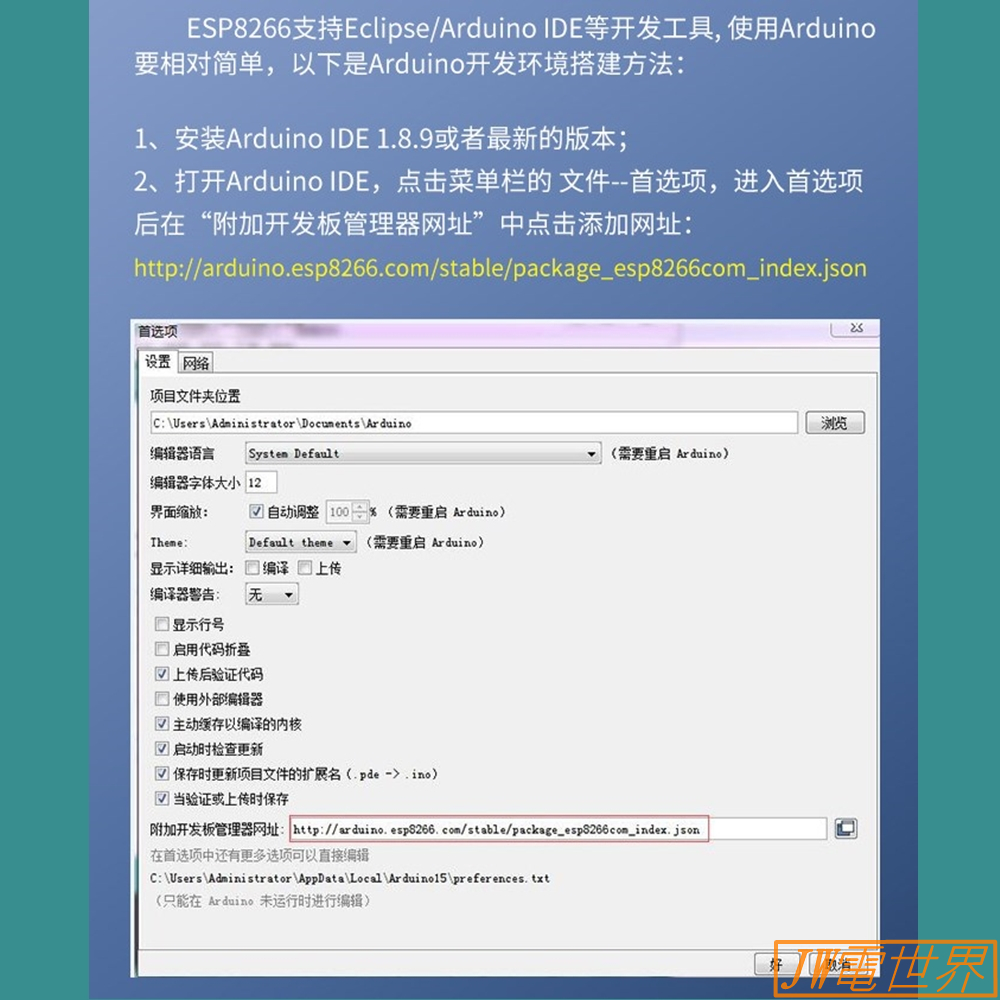 ESP8266支持Eclipse/Arduino IDE等开发工具, 使用Arduino
要相对简单，以下是Arduino开发环境搭建方法：
1、安装Arduino IDE 1.8.9或者最新的版本；
2、打开Arduino IDE，点击菜单栏的 文件--首选项，进入首选项
后在“附加开发板管理器网址”中点击添加网址：
http://arduino.esp8266.com/stable/package_esp8266com_index.json
首选项
设置 网络
项目文件夹位置
C:\Users\Administrator\Documents\Arduino 浏览
编辑器语言 System Default （需要重启 Arduino）
编辑器字体大小 12
界面缩放： 自动调整 100 % （需要重启 Arduino）
Theme: Default theme （需要重启 Arduino）
显示详细输出： 编译 上传
编译器警告： 无
显示行号
启用代码折叠
上传后验证代码
使用外部编辑器
主动缓存以编译的内核
启动时检查更新
保存时更新项目文件的扩展名（.pde -> .ino）
当验证或上传时保存
附加开发板管理器网址: http://arduino.esp8266.com/stable/package_esp8266com_index.json
在首选项中还有更多选项可以直接编辑
C:\Users\Administrator\AppData\Local\Arduino15\preferences.txt
（只能在 Arduino 未运行时进行编辑）
好 取消
JW電世界